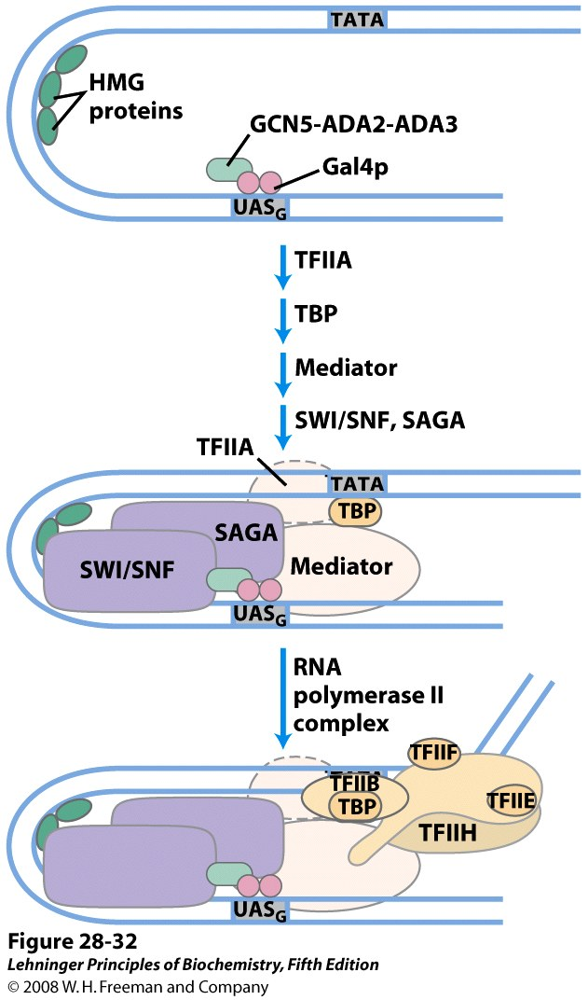 TATA
HMG
proteins
GCN5-ADA2-ADA3
Gal4p
UASG
TFIIA
TBP
Mediator
SWI/SNF, SAGA
TFIIA
TATA
TBP
SAGA
SWI/SNF
Mediator
UASG
RNA
polymerase II
complex
TFIIF
TATA
TFIIB
TBP
TFIIE
TFIIH
UASG
Figure 28-32
Lehninger Principles of Biochemistry, Fifth Edition
© 2008 W. H. Freeman and Company